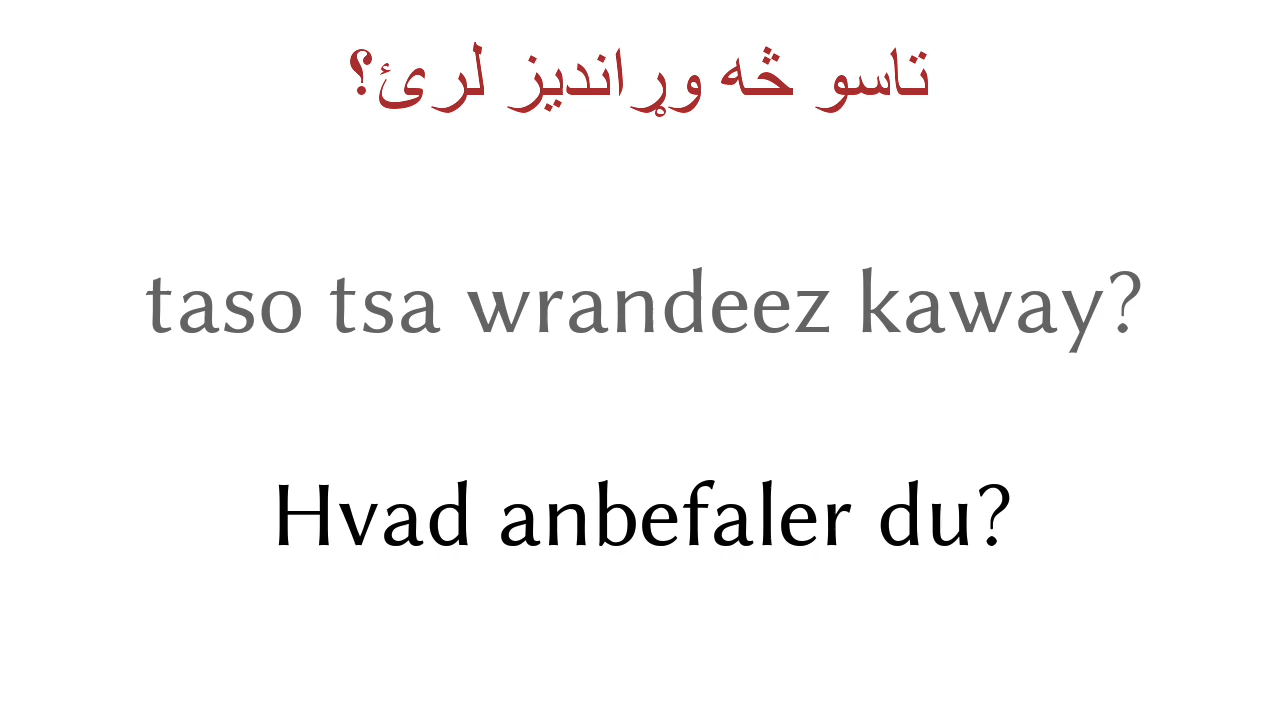 تاسو څه وړاندیز لرئ؟
taso tsa wrandeez kaway?
Hvad anbefaler du?